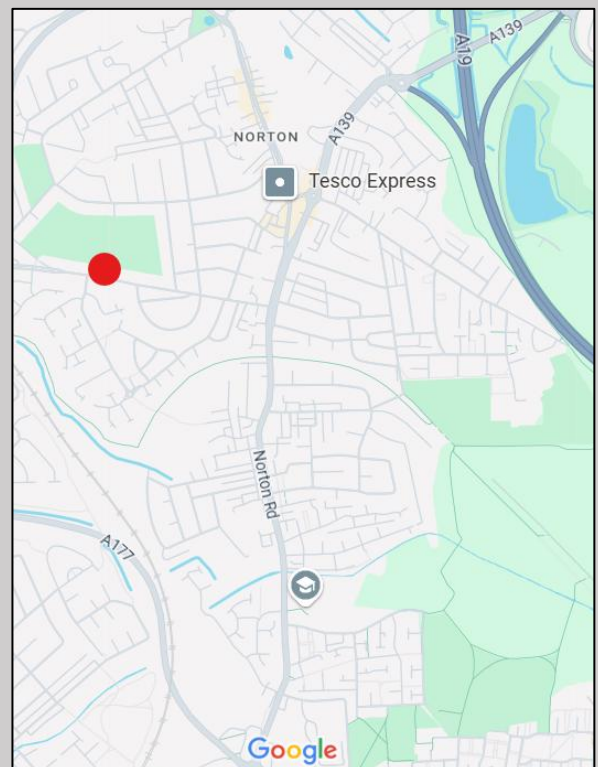 A19
A139
NORTON
A139
Tesco Express
Norton Rd
A177
Google